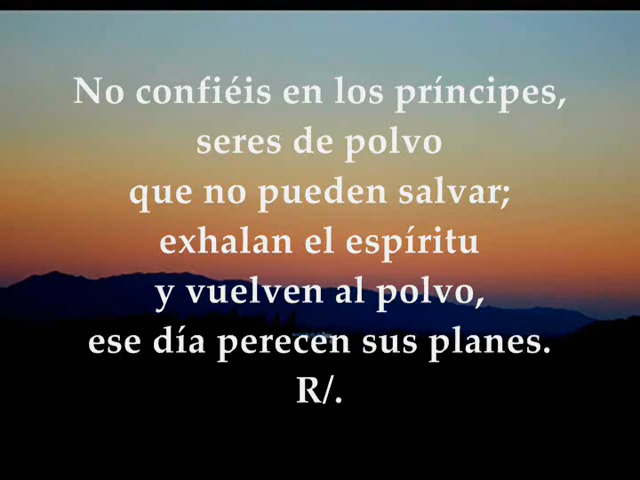 No confiéis en los príncipes,
seres de polvo
que no pueden salvar;
exhalan el espíritu
y vuelven al polvo,
ese día perecen sus planes.
R/.